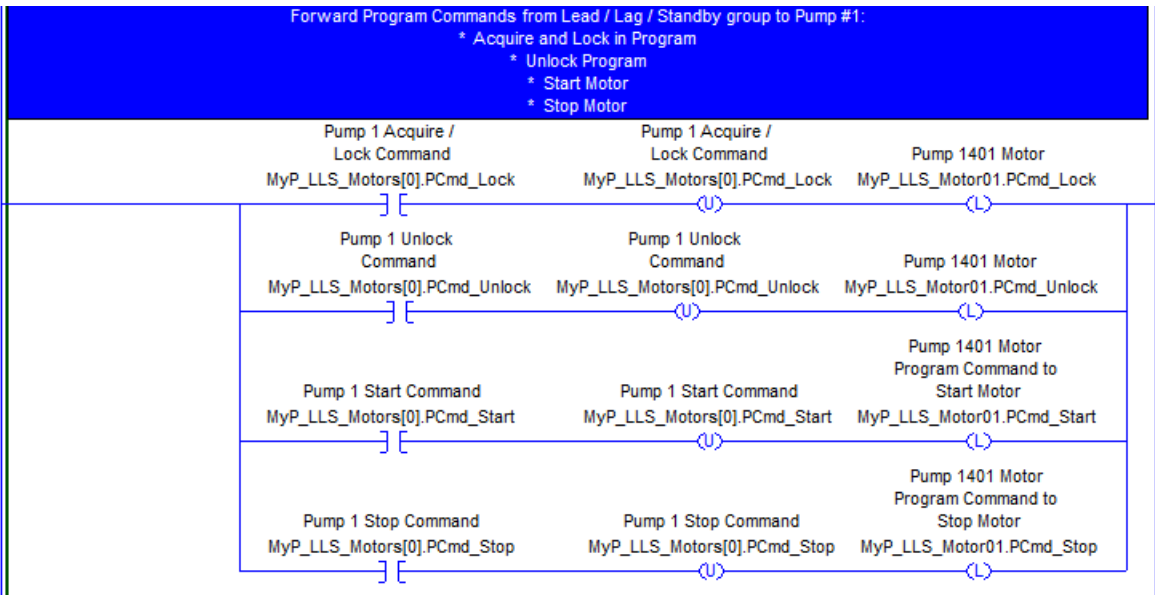 Forward Program Commands from Lead / Lag / Standby group to Pump #1:
* Acquire and Lock in Program
* Unlock Program
* Start Motor
* Stop Motor
Pump 1 Acquire /
Lock Command
MyP_LLS_Motors[0].PCmd_Lock
Pump 1 Acquire /
Lock Command
MyP_LLS_Motors[0].PCmd_Lock
Pump 1401 Motor
MyP_LLS_Motor01.PCmd_Lock
U
L
Pump 1 Unlock
Command
MyP_LLS_Motors[0].PCmd_Unlock
Pump 1 Unlock
Command
MyP_LLS_Motors[0].PCmd_Unlock
Pump 1401 Motor
MyP_LLS_Motor01.PCmd_Unlock
U
L
Pump 1 Start Command
MyP_LLS_Motors[0].PCmd_Start
Pump 1 Start Command
MyP_LLS_Motors[0].PCmd_Start
Pump 1401 Motor
Program Command to
Start Motor
MyP_LLS_Motor01.PCmd_Start
U
L
Pump 1 Stop Command
MyP_LLS_Motors[0].PCmd_Stop
Pump 1 Stop Command
MyP_LLS_Motors[0].PCmd_Stop
Pump 1401 Motor
Program Command to
Stop Motor
MyP_LLS_Motor01.PCmd_Stop
U
L